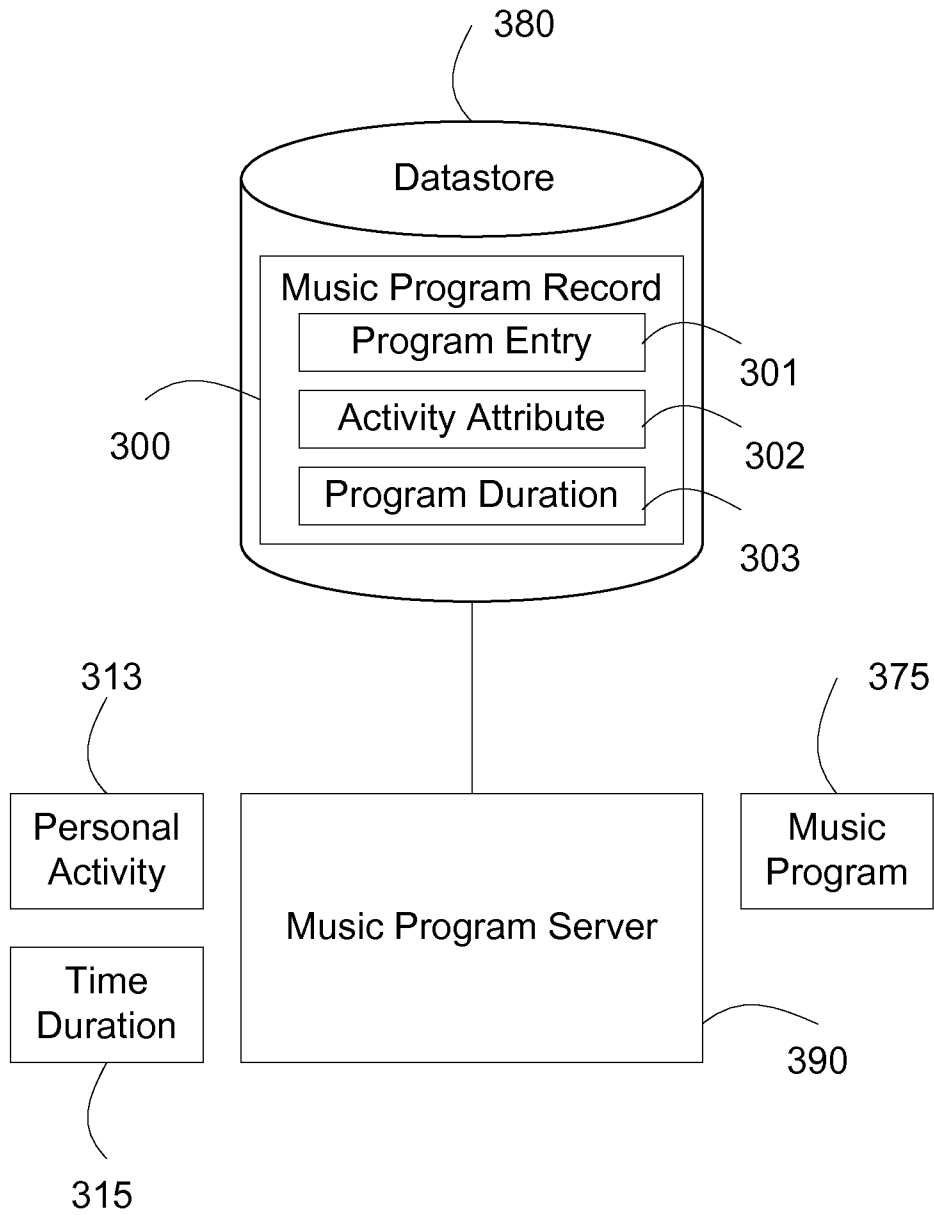 380
Datastore
Music Program Record
Program Entry
301
Activity Attribute
300
302
Program Duration
303
313
375
Personal
Activity
Music
Program
Music Program Server
Time
Duration
390
315